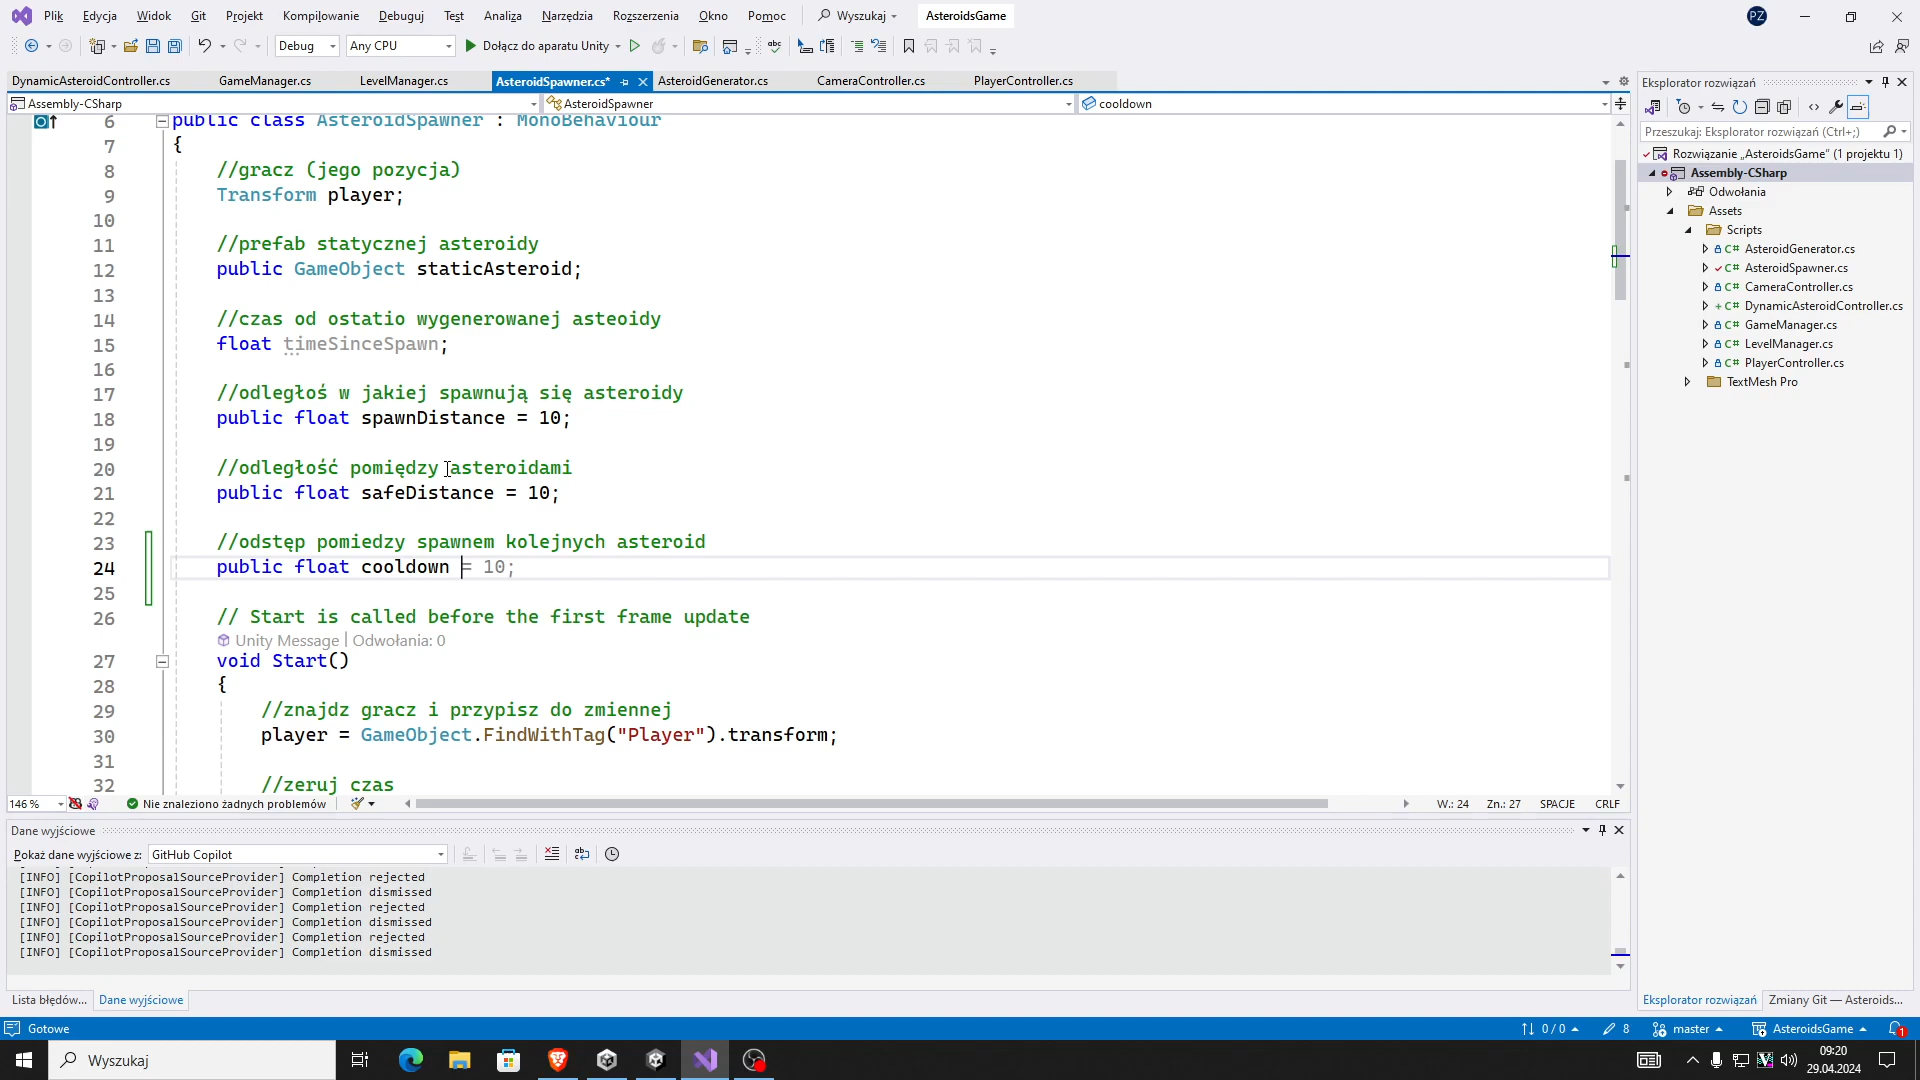 Plik Edycja Widok Git Projekt Kompilowanie Debuguj Test Analiza Narzędzia Rozszerzenia Okno Pomoc Wyszukaj AsteroidsGame PZ
Debug Any CPU Dołącz do aparatu Unity
DynamicAsteroidController.cs GameManager.cs LevelManager.cs AsteroidSpawner.cs* AsteroidGenerator.cs CameraController.cs PlayerController.cs
Assembly-CSharp AsteroidSpawner cooldown
6 public class AsteroidSpawner : MonoBehaviour
7 {
8 //gracz (jego pozycja)
9 Transform player;
10
11 //prefab statycznej asteroidy
12 public GameObject staticAsteroid;
13
14 //czas od ostatio wygenerowanej asteoidy
15 float timeSinceSpawn;
16
17 //odległoś w jakiej spawnują się asteroidy
18 public float spawnDistance = 10;
19
20 //odległość pomiędzy asteroidami
21 public float safeDistance = 10;
22
23 //odstęp pomiedzy spawnem kolejnych asteroid
24 public float cooldown = 10;
25
26 // Start is called before the first frame update
Unity Message | Odwołania: 0
27 void Start()
28 {
29 //znajdz gracz i przypisz do zmiennej
30 player = GameObject.FindWithTag("Player").transform;
31
32 //zeruj czas
146 % Nie znaleziono żadnych problemów W.: 24 Zn.: 27 SPACJE CRLF
Dane wyjściowe
Pokaż dane wyjściowe z: GitHub Copilot
[INFO] [CopilotProposalSourceProvider] Completion rejected
[INFO] [CopilotProposalSourceProvider] Completion dismissed
[INFO] [CopilotProposalSourceProvider] Completion rejected
[INFO] [CopilotProposalSourceProvider] Completion dismissed
[INFO] [CopilotProposalSourceProvider] Completion rejected
[INFO] [CopilotProposalSourceProvider] Completion dismissed
Lista błędów... Dane wyjściowe
Eksplorator rozwiązań
Przeszukaj: Eksplorator rozwiązań (Ctrl+;)
Rozwiązanie „AsteroidsGame” (1 projektu 1)
Assembly-CSharp
Odwołania
Assets
Scripts
C# AsteroidGenerator.cs
C# AsteroidSpawner.cs
C# CameraController.cs
C# DynamicAsteroidController.cs
C# GameManager.cs
C# LevelManager.cs
C# PlayerController.cs
TextMesh Pro
Eksplorator rozwiązań Zmiany Git — Asteroids...
Gotowe 0 / 0 8 master AsteroidsGame 1
Wyszukaj 09:20
29.04.2024